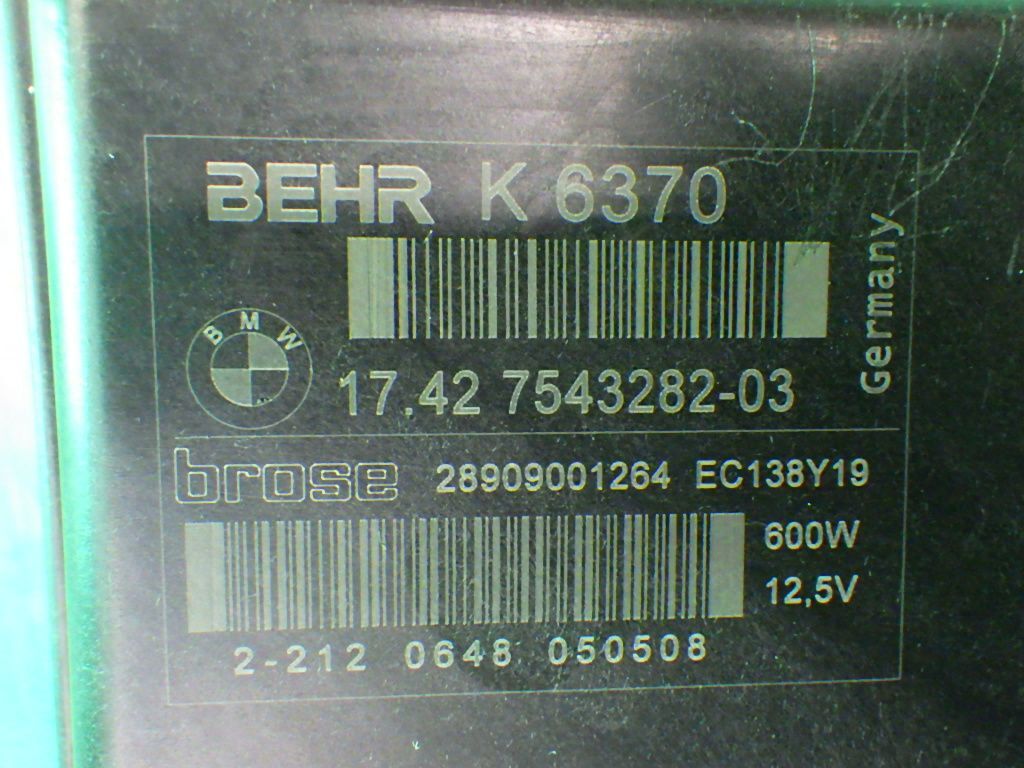 BEHR K 6370
Germany
BMW
17.42 7543282-03
brose 28909001264 EC138Y19
600W
12,5V
2-212 0648 050508